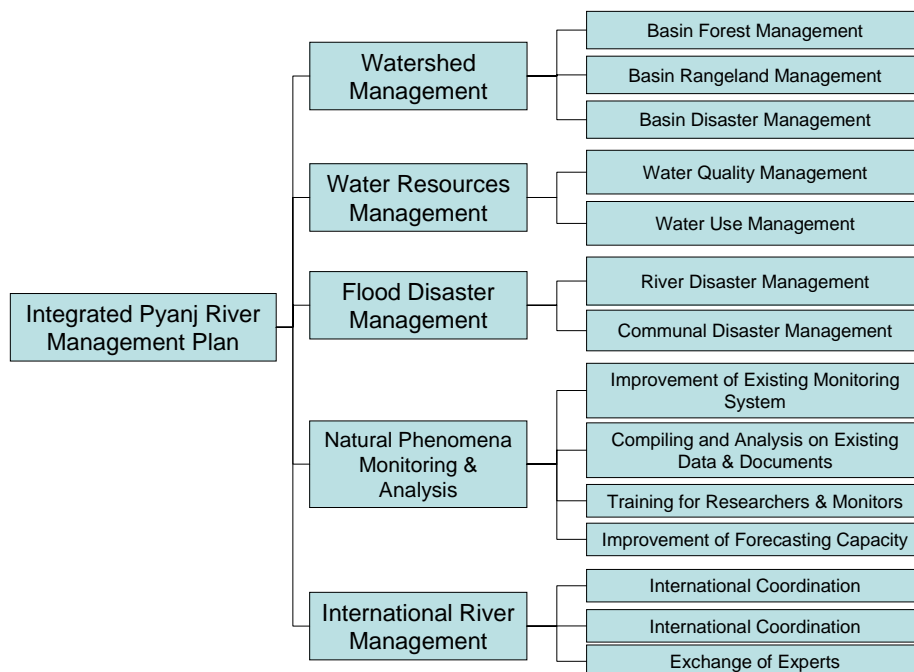 Integrated Pyanj River
Management Plan
Watershed
Management
Basin Forest Management
Basin Rangeland Management
Basin Disaster Management
Water Resources
Management
Water Quality Management
Water Use Management
Flood Disaster
Management
River Disaster Management
Communal Disaster Management
Natural Phenomena
Monitoring &
Analysis
Improvement of Existing Monitoring
System
Compiling and Analysis on Existing
Data & Documents
Training for Researchers & Monitors
Improvement of Forecasting Capacity
International River
Management
International Coordination
International Coordination
Exchange of Experts